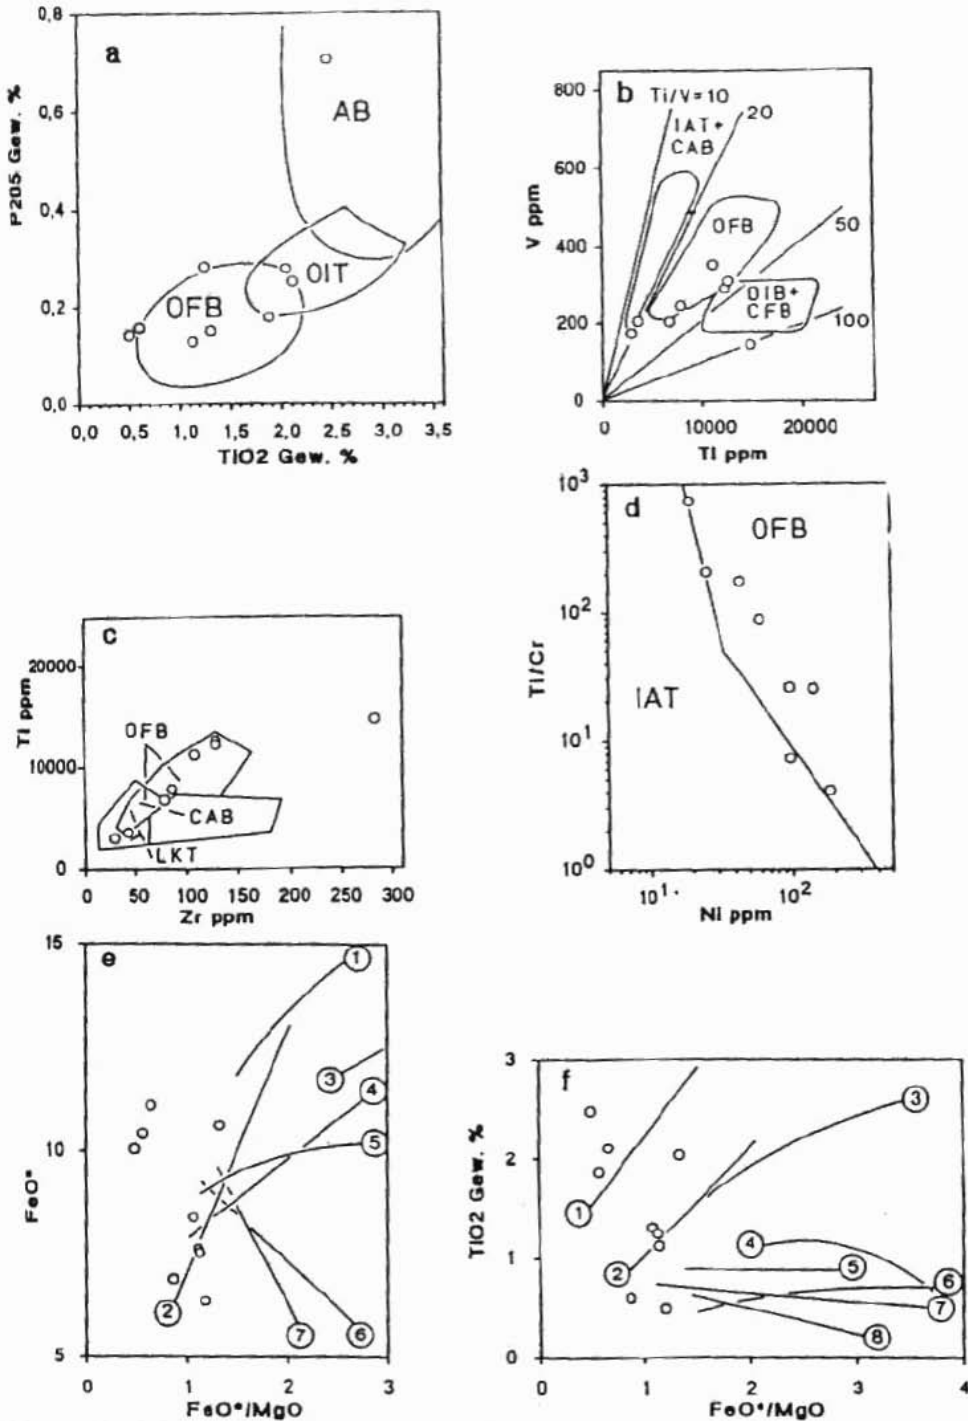 a
0,8
0,6
0,4
0,2
0,0
P205 Gew. %
AB
OIT
OFB
0
0,5
1,0
1,5
2,0
2,5
3,0
3,5
TIO2 Gew. %
b
800
600
400
200
0
V ppm
Ti/V=10
20
50
100
IAT+
CAB
OFB
OIB+
CFB
0
10000
20000
TI ppm
c
20000
10000
0
TI ppm
OFB
CAB
LKT
0
50
100
150
200
250
300
Zr ppm
d
10³
10²
10¹
10⁰
TI/Cr
OFB
IAT
10¹
10²
NI ppm
e
15
10
5
FeO*
1
3
4
5
2
7
6
0
1
2
3
FeO*/MgO
f
3
2
1
0
TIO2 Gew. %
3
1
4
2
5
6
7
8
0
1
2
3
4
FeO*/MgO